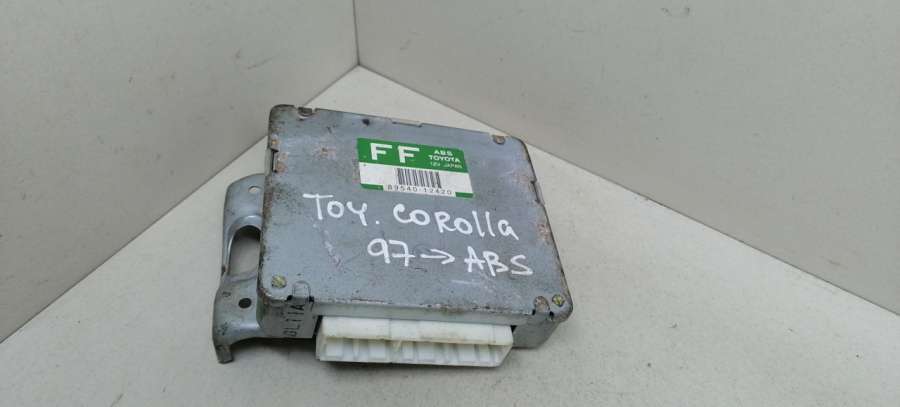 FF ABS
TOYOTA
12V JAPAN
89540-12420
TOY. COROLLA
97→ABS